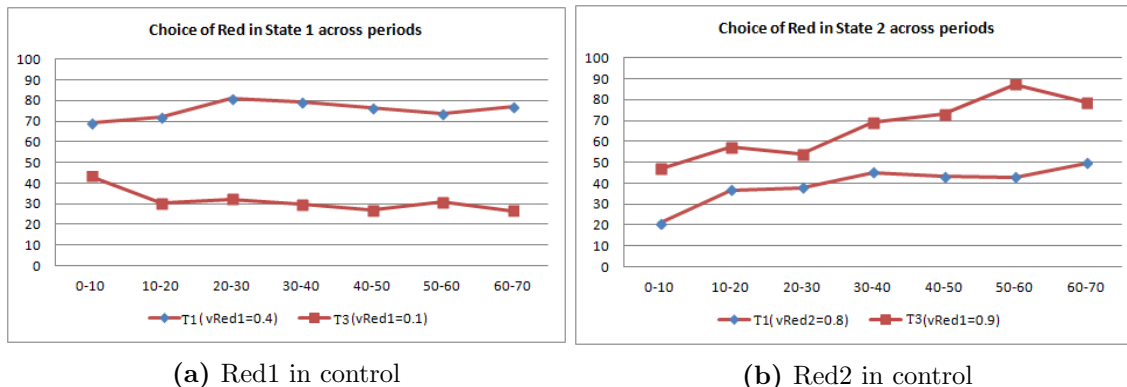 Choice of Red in State 1 across periods
100
90
80
70
60
50
40
30
20
10
0
0-10 10-20 20-30 30-40 40-50 50-60 60-70
T1(vRed1=0.4) T3(vRed1=0.1)
(a) Red1 in control
Choice of Red in State 2 across periods
100
90
80
70
60
50
40
30
20
10
0
0-10 10-20 20-30 30-40 40-50 50-60 60-70
T1(vRed2=0.8) T3(vRed1=0.9)
(b) Red2 in control